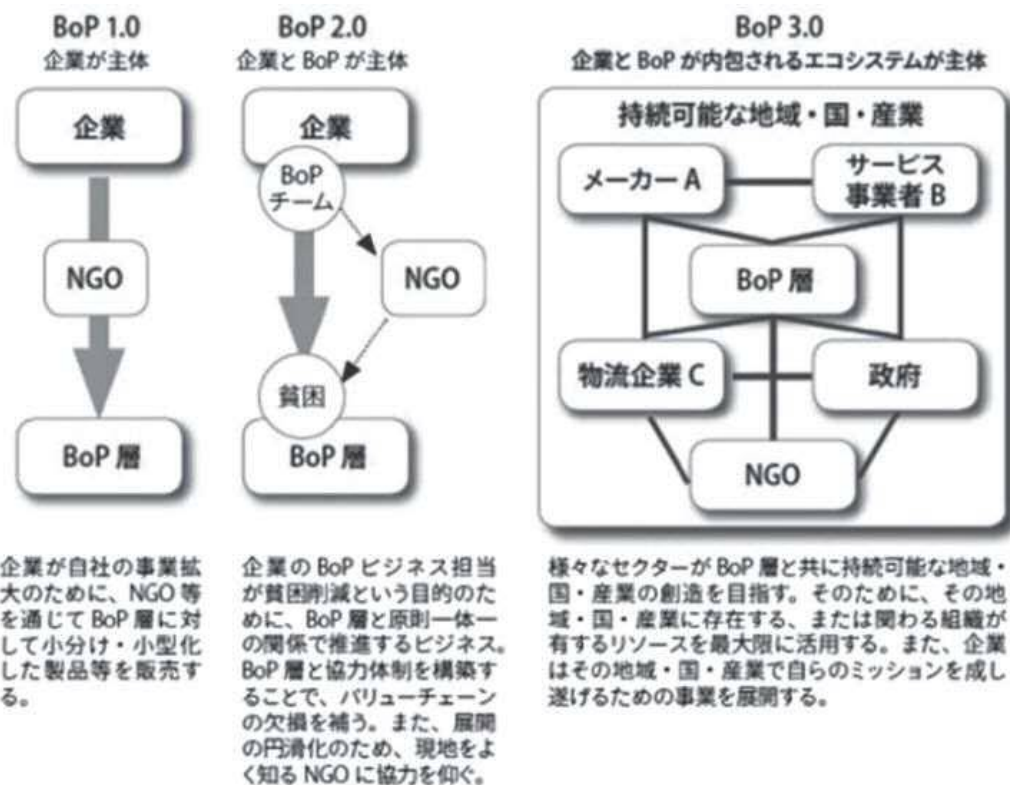 BoP 1.0
企業が主体
企業
NGO
BoP 層
企業が自社の事業拡
大のために、NGO 等
を通じて BoP 層に対
して小分け・小型化
した製品等を販売す
る。
BoP 2.0
企業と BoP が主体
企業
BoP
チーム
NGO
貧困
BoP 層
企業の BoP ビジネス担当
が貧困削減という目的のた
めに、BoP 層と原則一体一
の関係で推進するビジネス。
BoP 層と協力体制を構築す
ることで、バリューチェーン
の欠損を補う。また、展開
の円滑化のため、現地をよ
く知る NGO に協力を仰ぐ。
BoP 3.0
企業と BoP が内包されるエコシステムが主体
持続可能な地域・国・産業
メーカー A
サービス
事業者 B
BoP 層
物流企業 C
政府
NGO
様々なセクターが BoP 層と共に持続可能な地域・
国・産業の創造を目指す。そのために、その地
域・国・産業に存在する、または関わる組織が
有するリソースを最大限に活用する。また、企業
はその地域・国・産業で自らのミッションを成し
遂げるための事業を展開する。